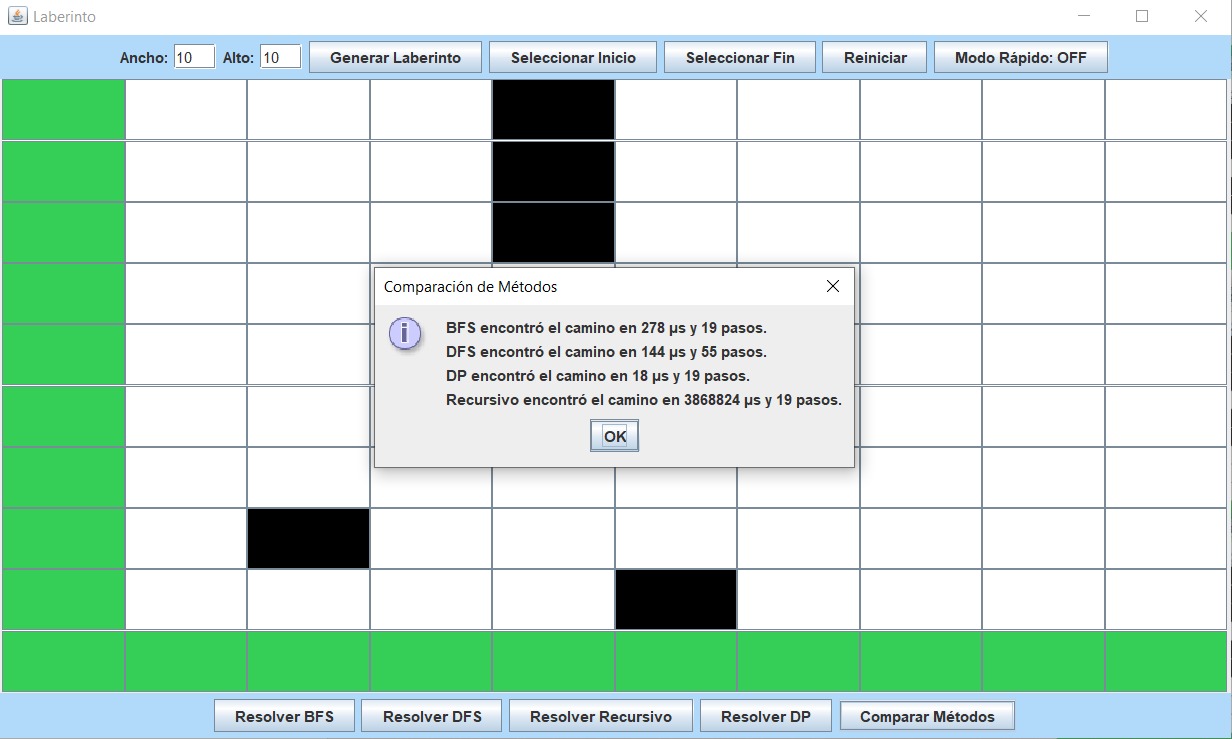 Laberinto
Ancho: 10 Alto: 10 Generar Laberinto Seleccionar Inicio Seleccionar Fin Reiniciar Modo Rápido: OFF
Comparación de Métodos
BFS encontró el camino en 278 µs y 19 pasos.
DFS encontró el camino en 144 µs y 55 pasos.
DP encontró el camino en 18 µs y 19 pasos.
Recursivo encontró el camino en 3868824 µs y 19 pasos.
OK
Resolver BFS Resolver DFS Resolver Recursivo Resolver DP Comparar Métodos